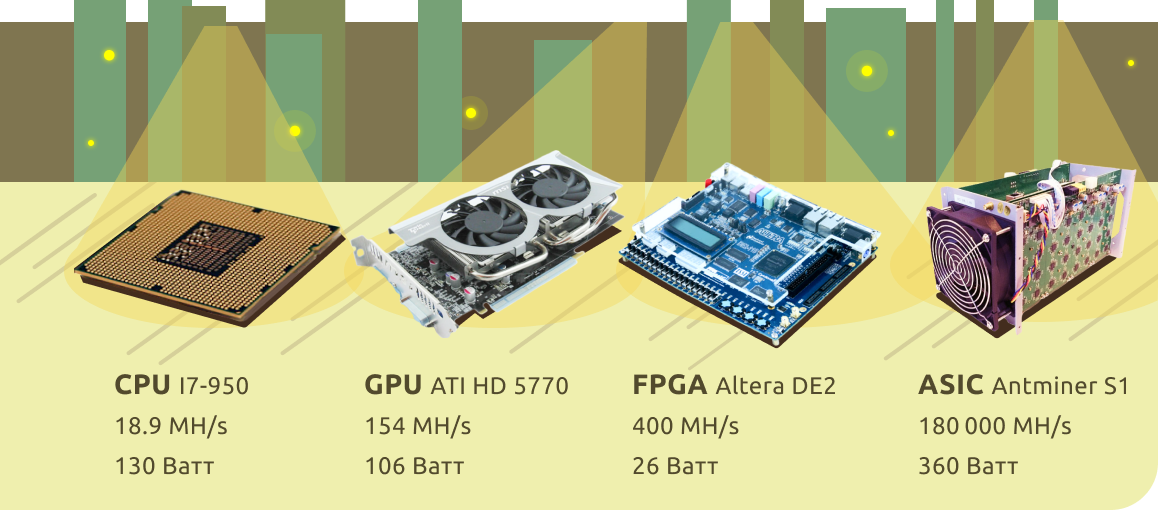 CPU I7-950
18.9 MH/s
130 Ватт
GPU ATI HD 5770
154 MH/s
106 Ватт
FPGA Altera DE2
400 MH/s
26 Ватт
ASIC Antminer S1
180 000 MH/s
360 Ватт